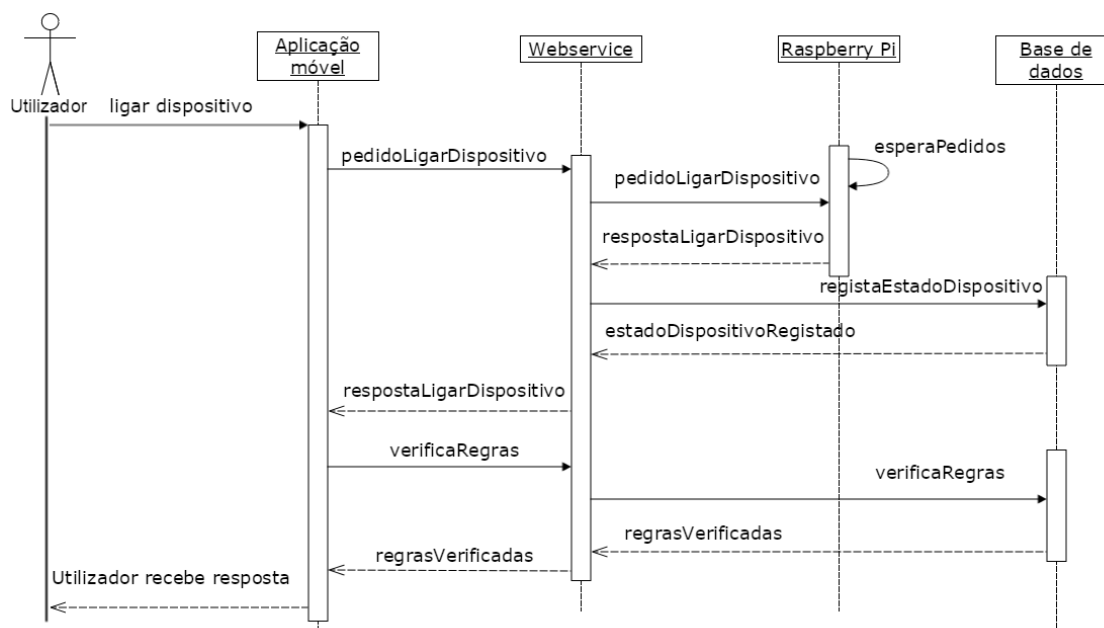 Aplicação
móvel
Webservice
Raspberry Pi
Base de
dados
Utilizador
ligar dispositivo
pedidoLigarDispositivo
esperaPedidos
pedidoLigarDispositivo
respostaLigarDispositivo
registaEstadoDispositivo
estadoDispositivoRegistado
respostaLigarDispositivo
verificaRegras
verificaRegras
regrasVerificadas
regrasVerificadas
Utilizador recebe resposta